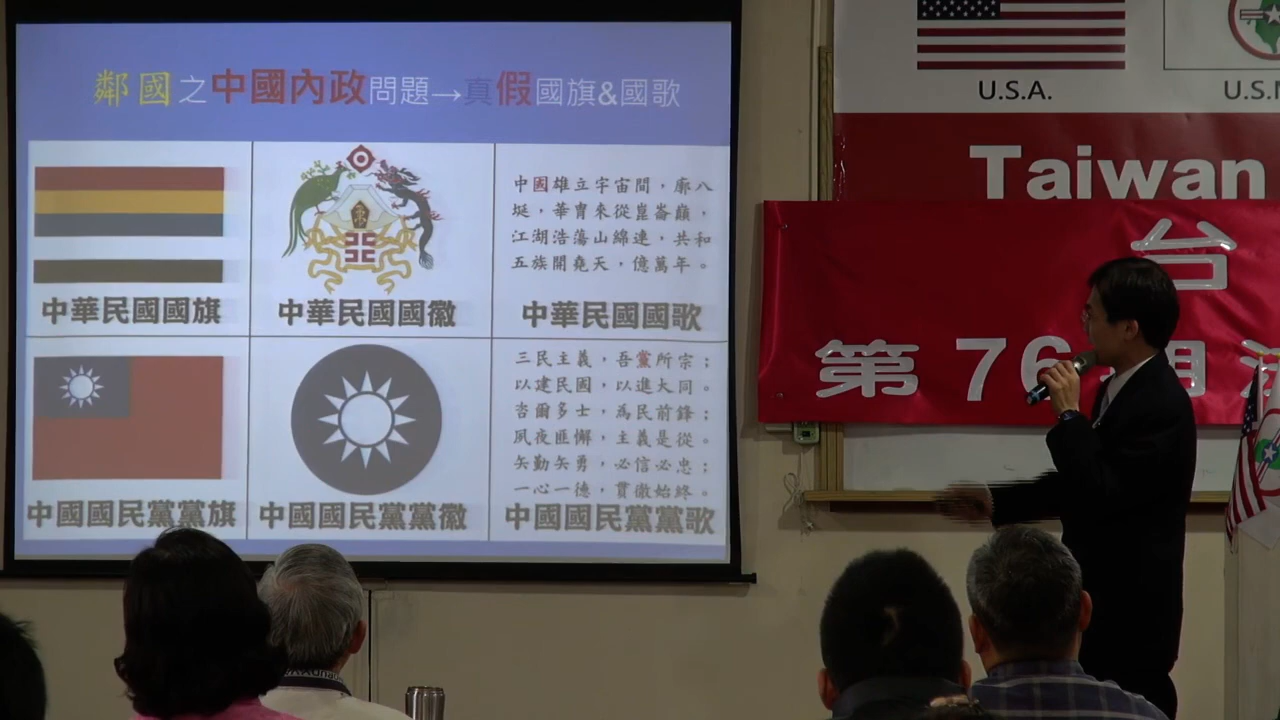 鄰國之中國內政問題→真假國旗&國歌
中華民國國旗
中華民國國徽
中國雄立宇宙間，廓八
埏，華胄來從崑崙巔，
江湖浩蕩山綿連，共和
五族開堯天，億萬年。
中華民國國歌
中國國民黨黨旗
中國國民黨黨徽
三民主義，吾黨所宗；
以建民國，以進大同。
咨爾多士，為民前鋒；
夙夜匪懈，主義是從。
矢勤矢勇，必信必忠；
一心一德，貫徹始終。
中國國民黨黨歌
U.S.A.
Taiwan
台
第 76 期